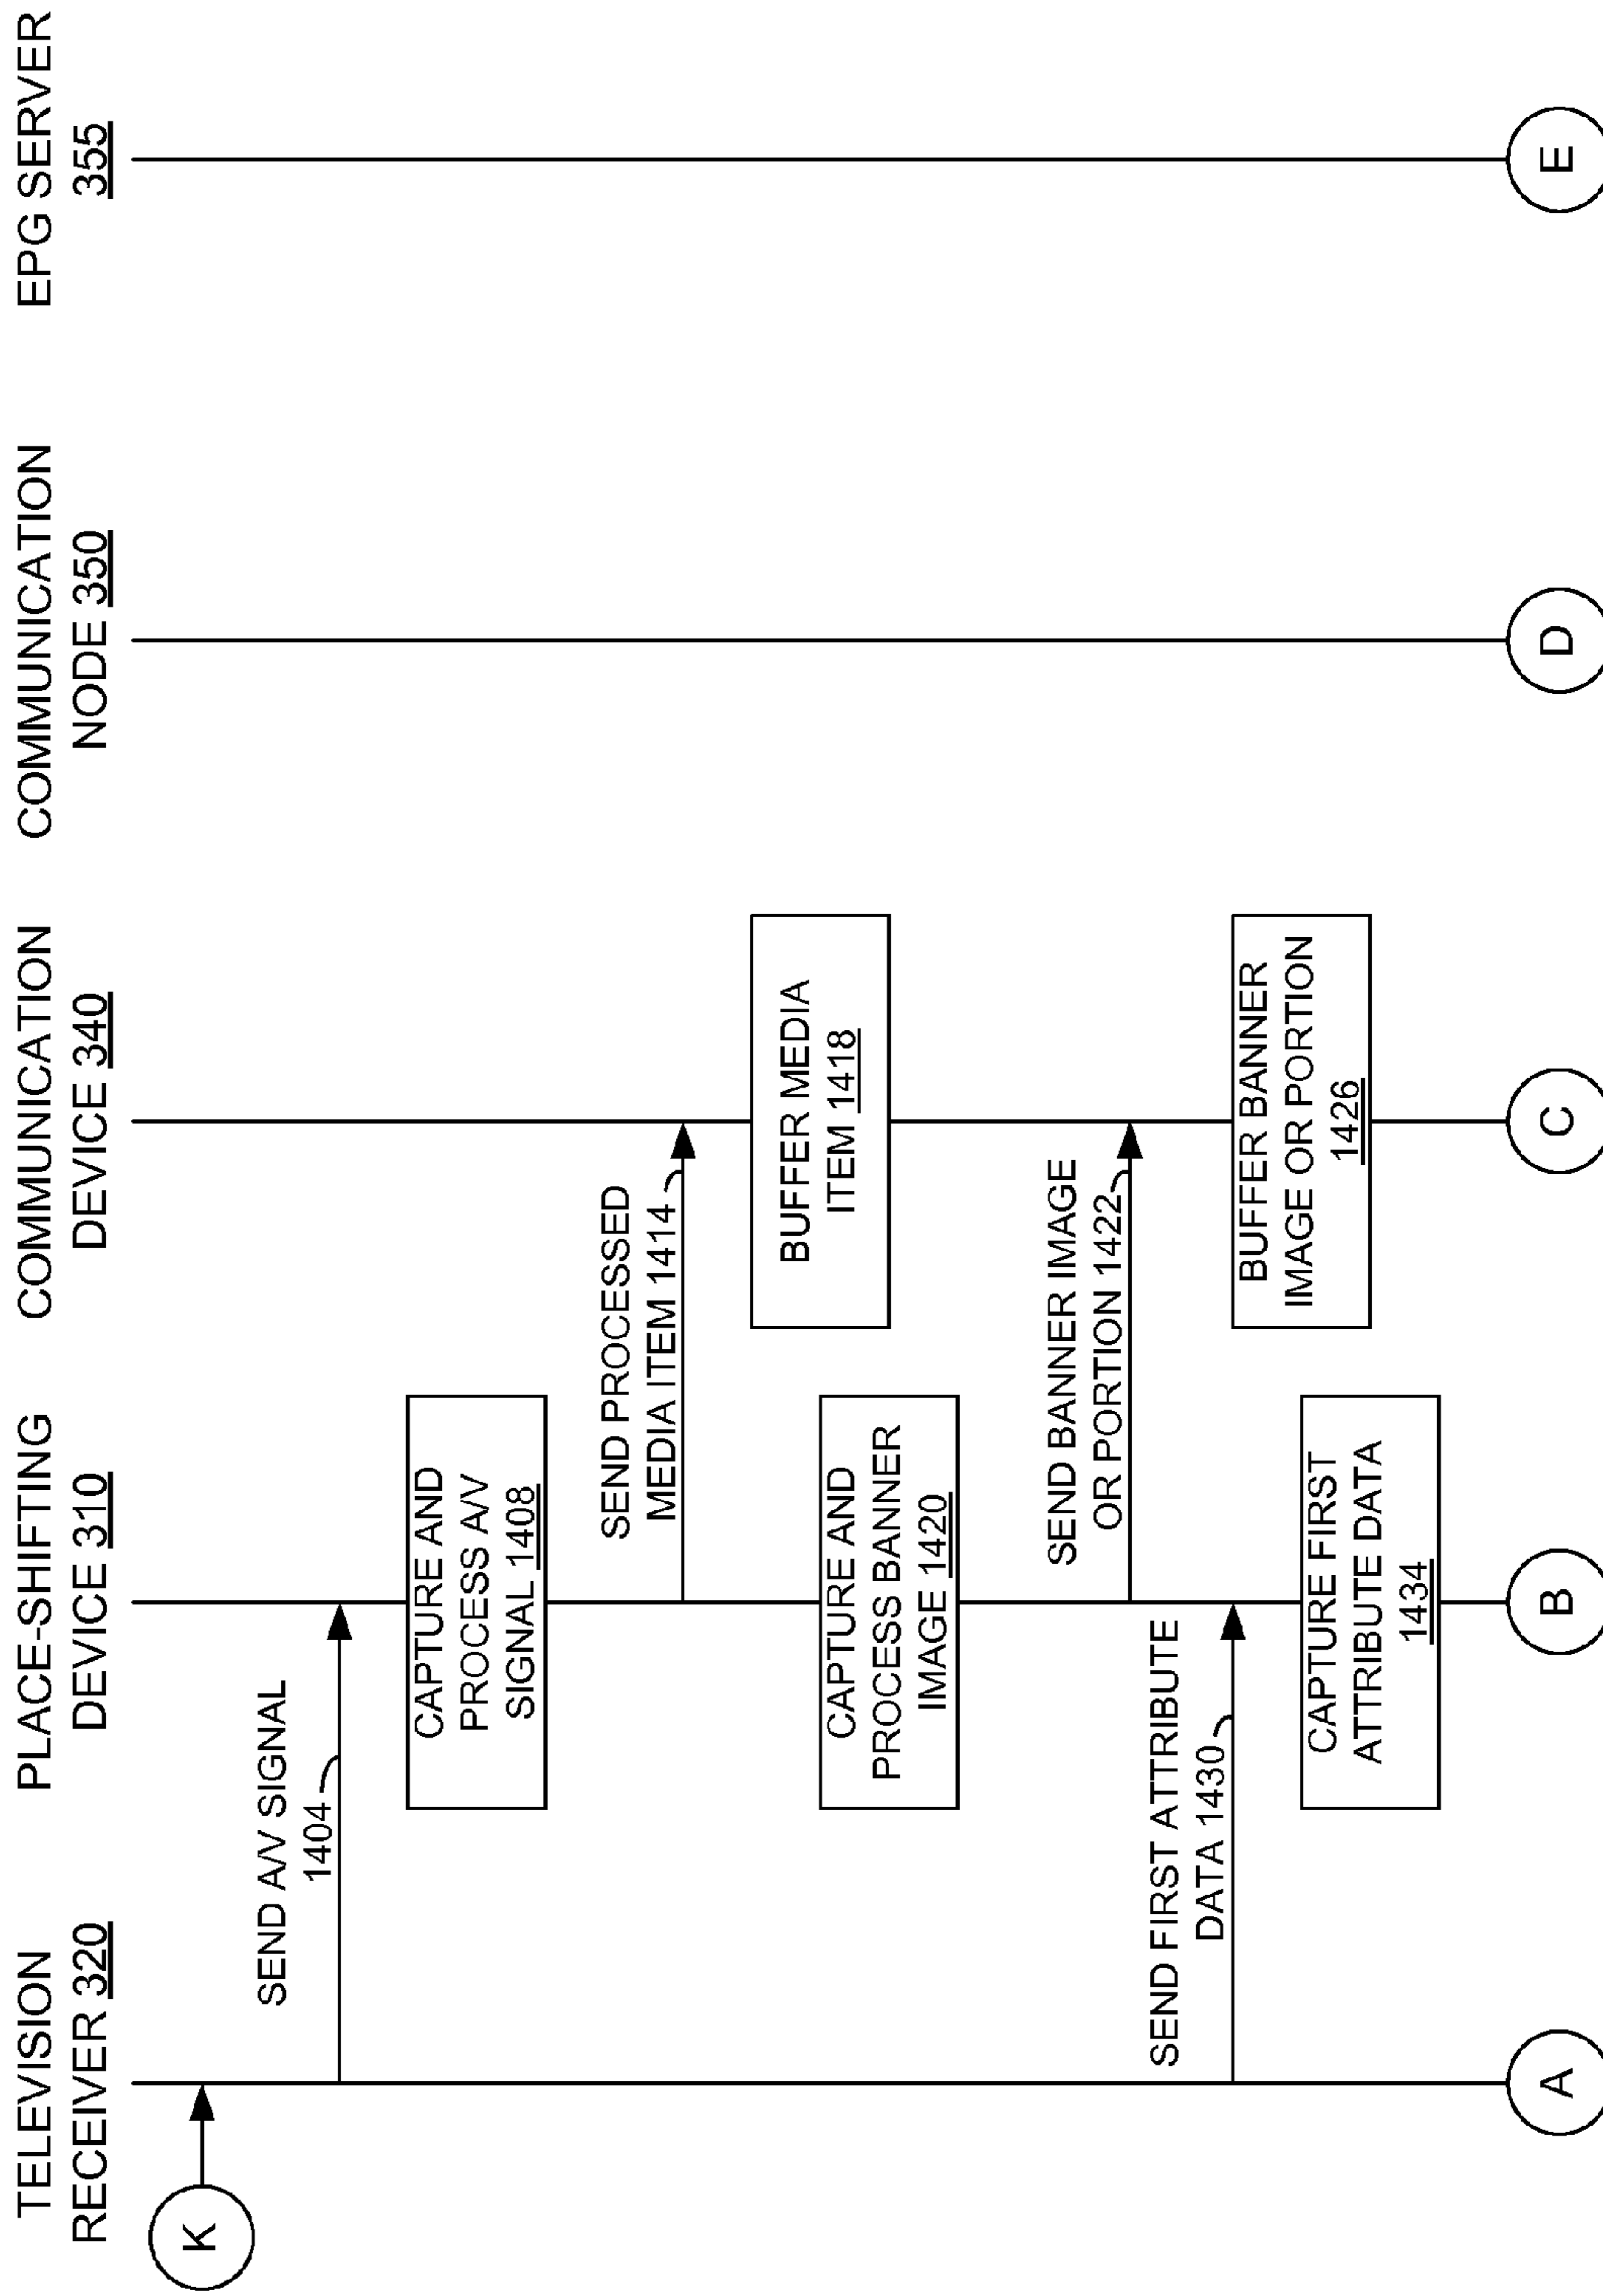 TELEVISION
RECEIVER 320
PLACE-SHIFTING
DEVICE 310
COMMUNICATION
DEVICE 340
COMMUNICATION
NODE 350
EPG SERVER
355
K
SEND A/V SIGNAL
1404
CAPTURE AND
PROCESS A/V
SIGNAL 1408
SEND PROCESSED
MEDIA ITEM 1414
BUFFER MEDIA
ITEM 1418
CAPTURE AND
PROCESS BANNER
IMAGE 1420
SEND BANNER IMAGE
OR PORTION 1422
SEND FIRST ATTRIBUTE
DATA 1430
BUFFER BANNER
IMAGE OR PORTION
1426
CAPTURE FIRST
ATTRIBUTE DATA
1434
A
B
C
D
E